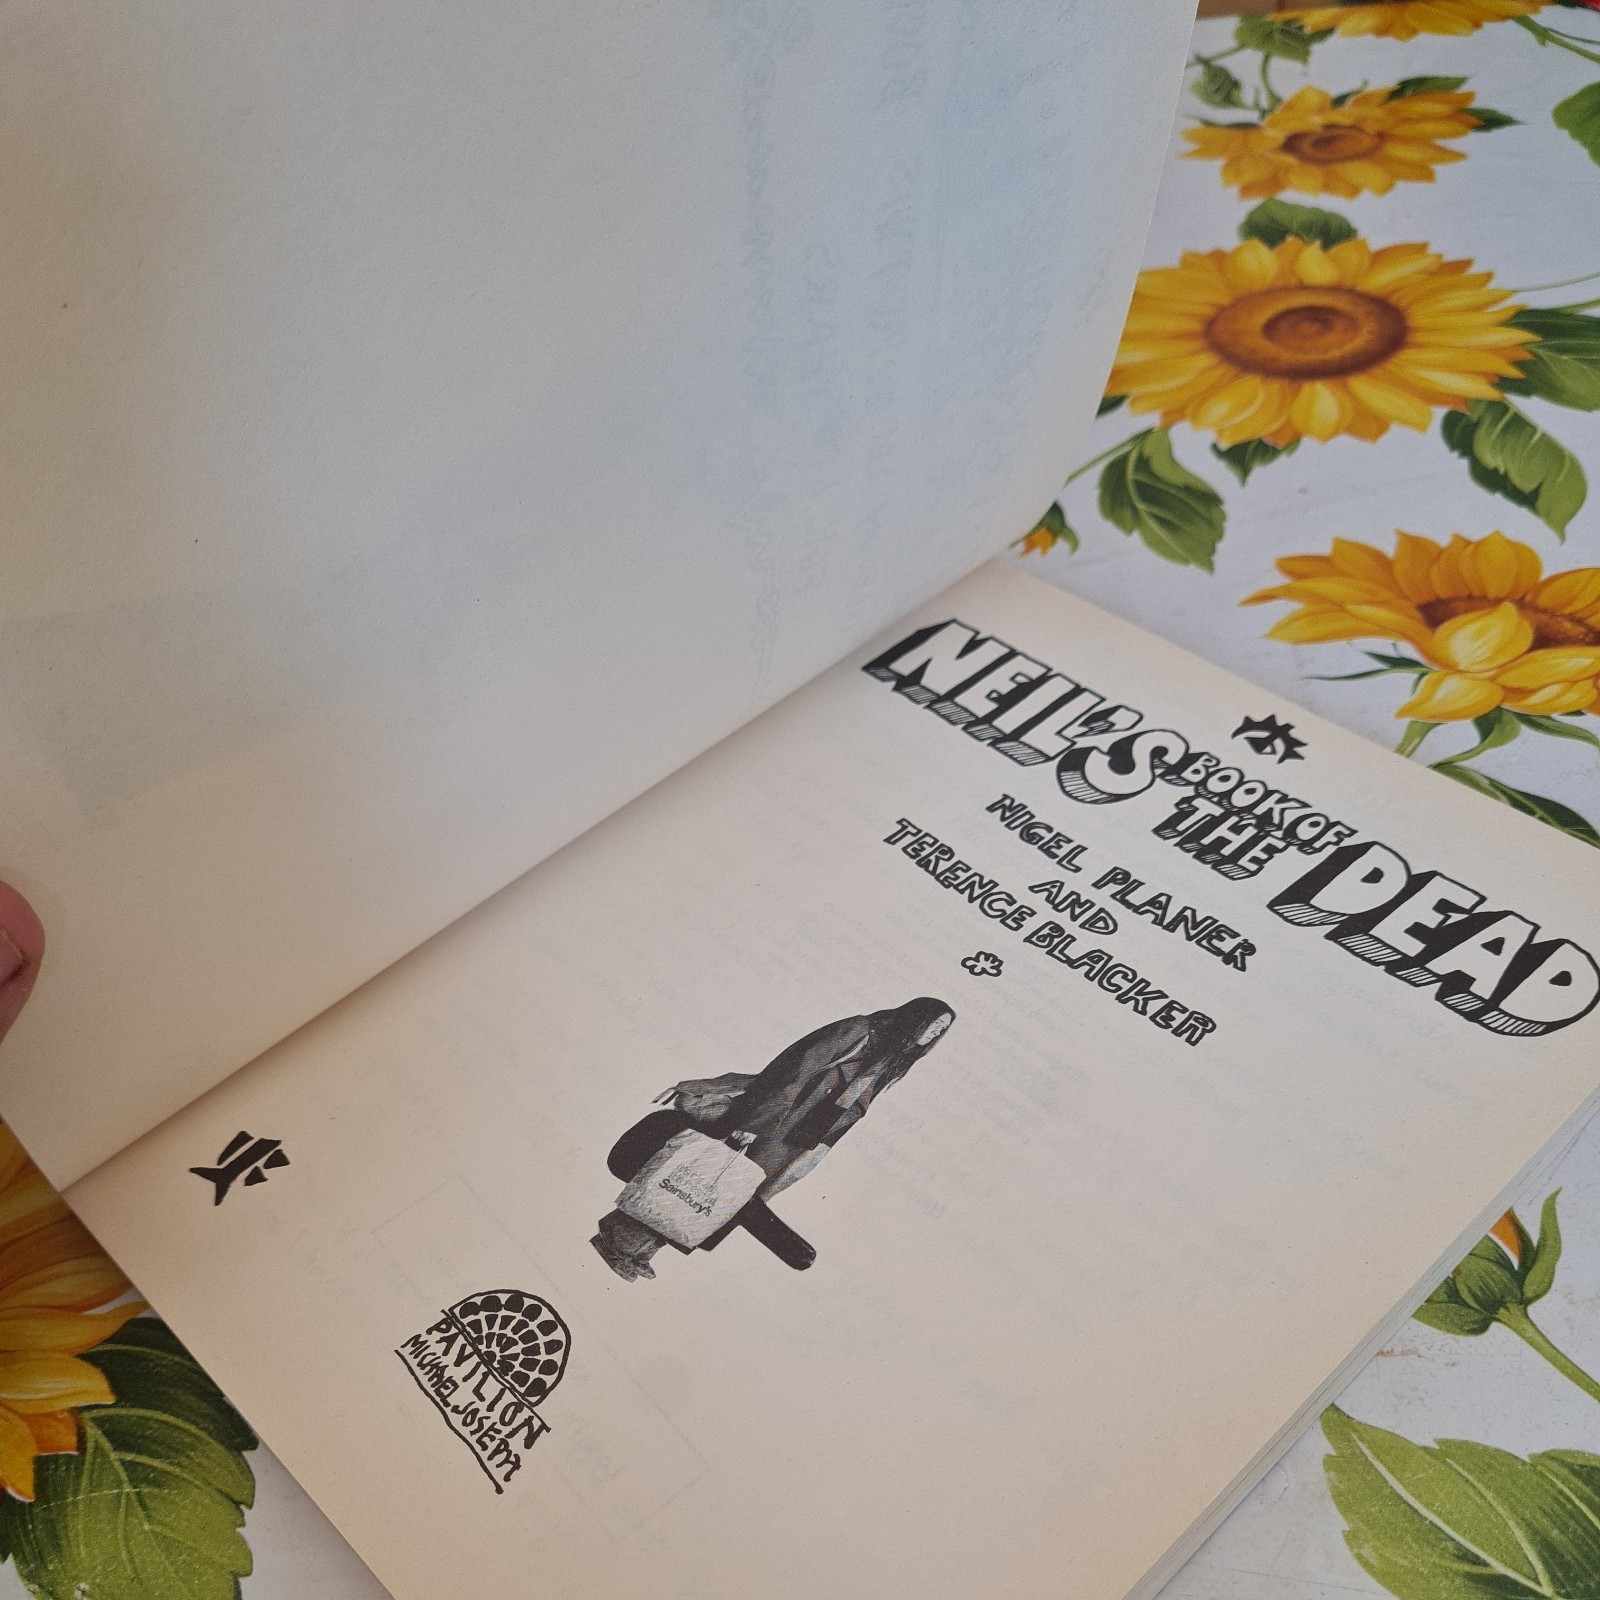 NEIL'S BOOK OF THE DEAD
NIGEL PLANER
AND
TERENCE BLACKER
Sainsbury's
PAVILION
MICHAEL JOSEPH